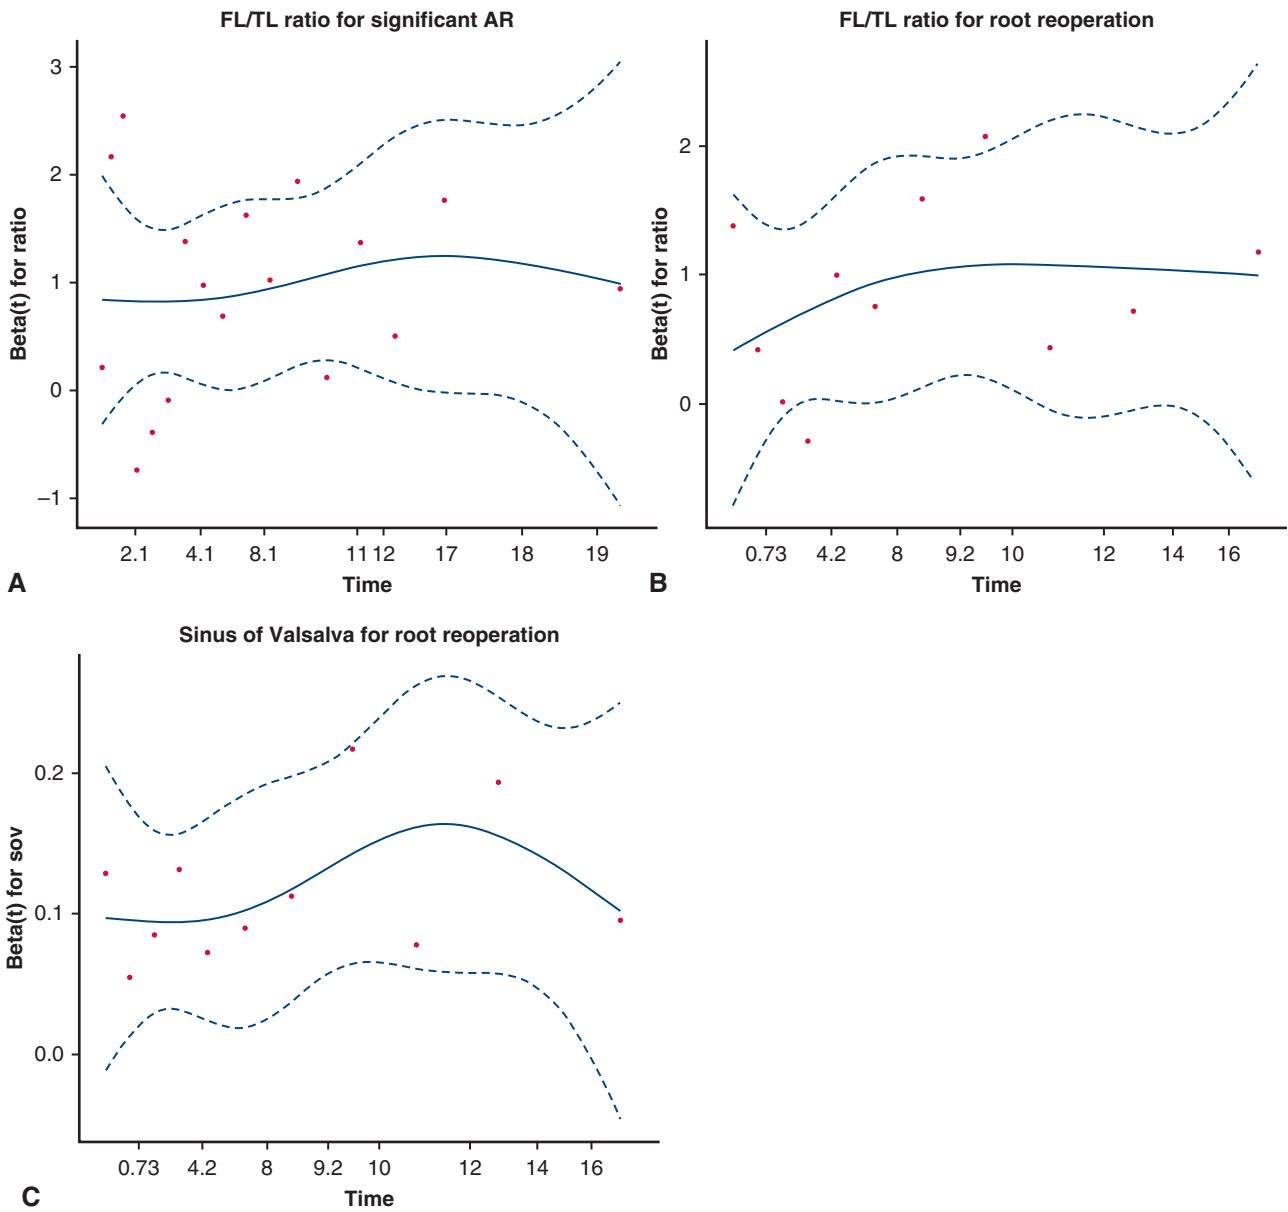 FL/TL ratio for significant AR
3
2
1
0
–1
Beta(t) for ratio
2.1 4.1 8.1 11 12 17 18 19
Time
A
FL/TL ratio for root reoperation
2
1
0
Beta(t) for ratio
0.73 4.2 8 9.2 10 12 14 16
Time
B
Sinus of Valsalva for root reoperation
0.2
0.1
0.0
Beta(t) for sov
0.73 4.2 8 9.2 10 12 14 16
Time
C